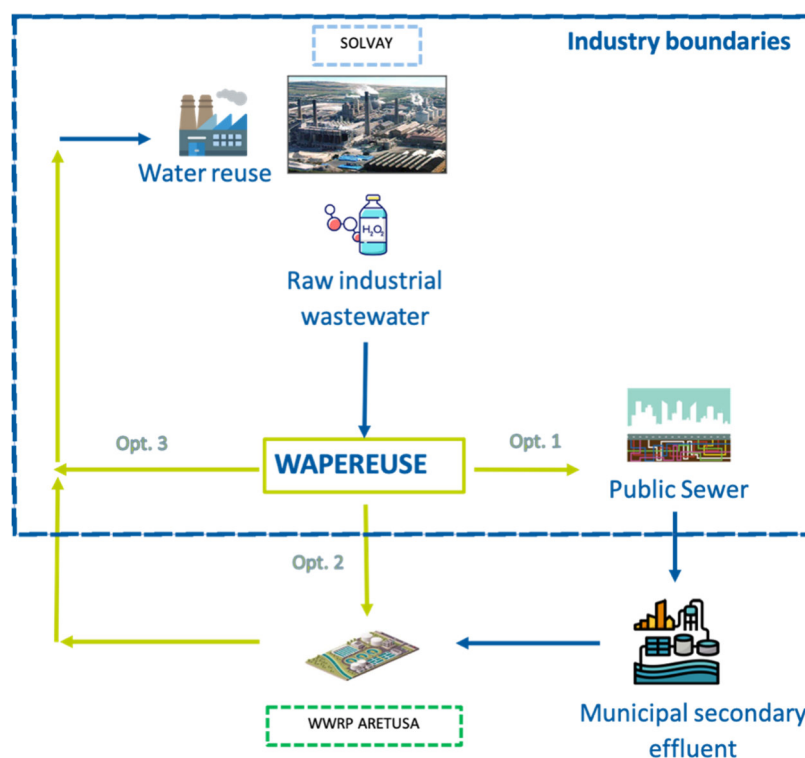 SOLVAY
Industry boundaries
Water reuse
H₂O₂
Raw industrial
wastewater
Opt. 3
WAPEREUSE
Opt. 1
Public Sewer
Opt. 2
WWRP ARETUSA
Municipal secondary
effluent